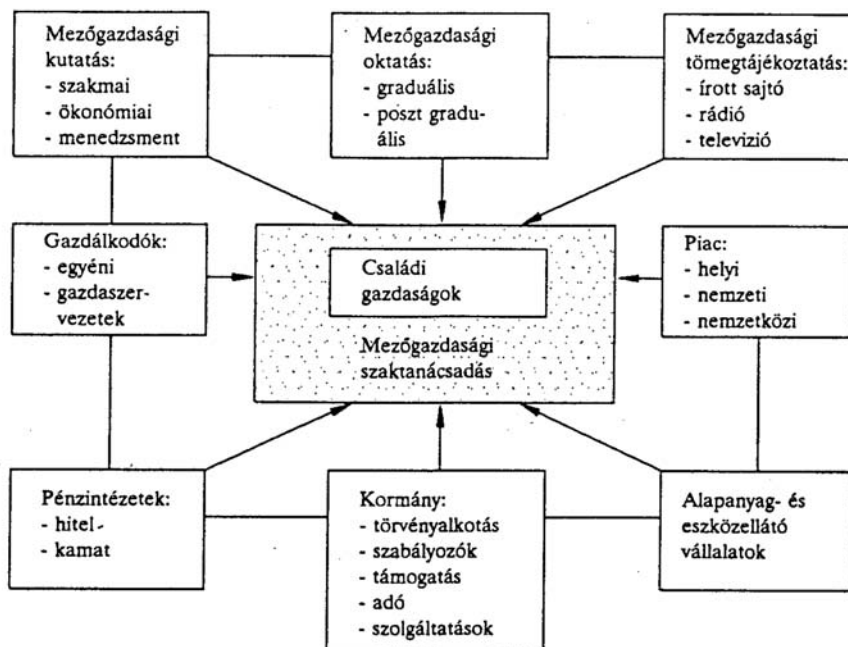 Mezőgazdasági
kutatás:
- szakmai
- ökonómiai
- menedzsment
Mezőgazdasági
oktatás:
- graduális
- poszt gradu-
ális
Mezőgazdasági
tömegtájékoztatás:
- írott sajtó
- rádió
- televizió
Gazdálkodók:
- egyéni
- gazdaszer-
vezetek
Családi
gazdaságok
Mezőgazdasági
szaktanácsadás
Piac:
- helyi
- nemzeti
- nemzetközi
Pénzintézetek:
- hitel
- kamat
Kormány:
- törvényalkotás
- szabályozók
- támogatás
- adó
- szolgáltatások
Alapanyag- és
eszközellátó
vállalatok